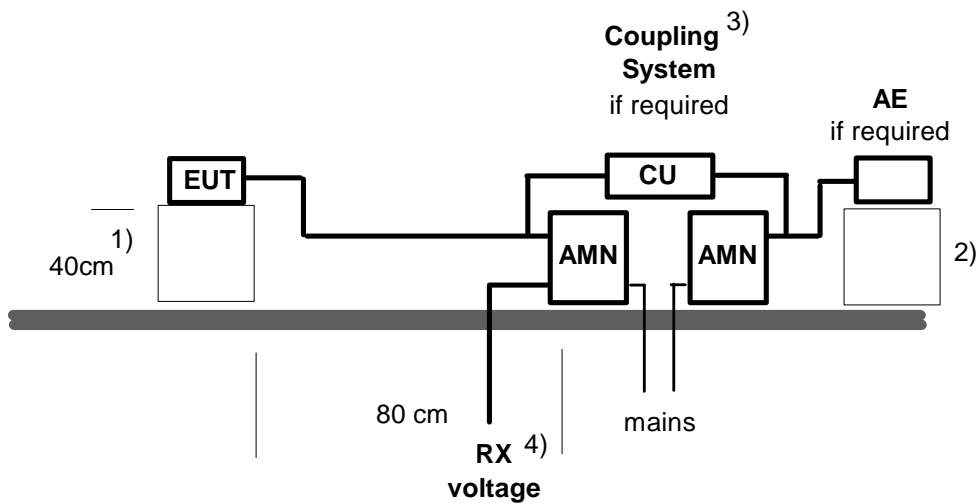 Coupling 3)
System
if required
AE
if required
EUT
CU
1)
40cm
AMN
AMN
2)
80 cm
mains
RX 4)
voltage